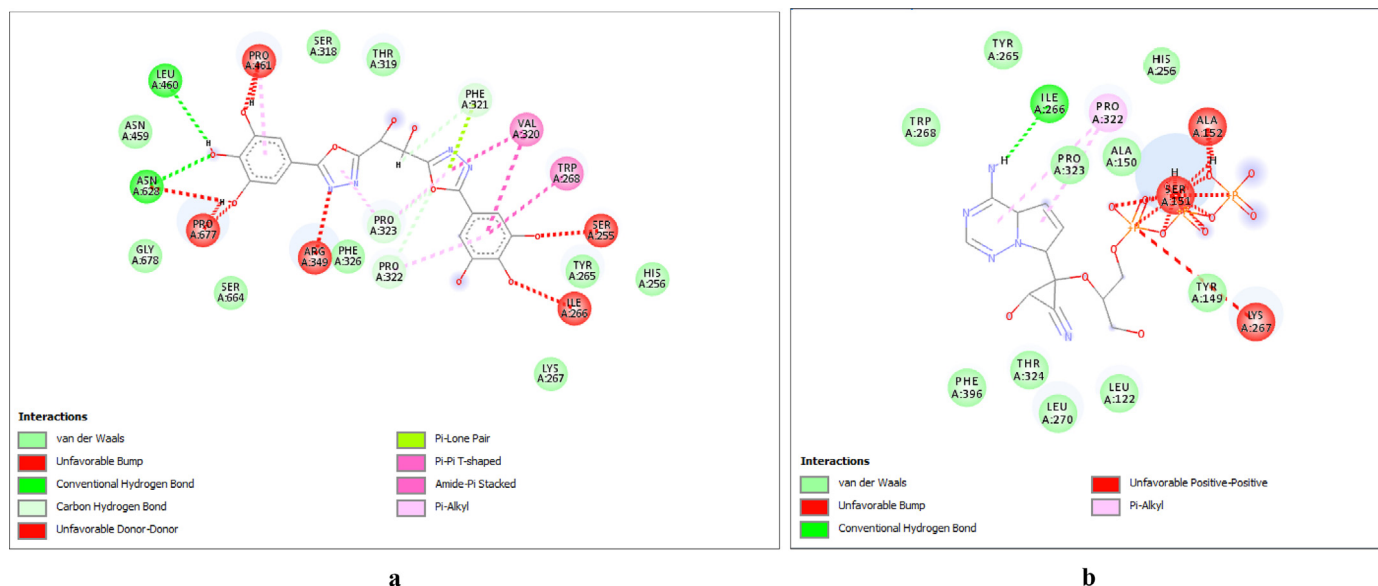 PRO
A:461
SER
A:318
THR
A:319
LEU
A:460
PHE
A:321
ASN
A:459
VAL
A:320
TRP
A:268
ASN
A:628
PRO
A:677
PRO
A:323
SER
A:255
ARG
A:349
PHE
A:326
PRO
A:322
TYR
A:265
HIS
A:256
GLY
A:678
SER
A:664
ILE
A:266
LYS
A:267
H
O
H
O
H
O
O
N
N
O
O
H
N
N
O
O
O
O
Interactions
van der Waals
Unfavorable Bump
Conventional Hydrogen Bond
Carbon Hydrogen Bond
Unfavorable Donor-Donor
Pi-Lone Pair
Pi-Pi T-shaped
Amide-Pi Stacked
Pi-Alkyl
a
TYR
A:265
HIS
A:256
ILE
A:266
PRO
A:322
ALA
A:152
TRP
A:268
PRO
A:323
ALA
A:150
SER
A:151
TYR
A:149
LYS
A:267
PHE
A:396
THR
A:324
LEU
A:270
LEU
A:122
H
N
N
N
N
O
O
N
O
O
H
H
O
O
O
O
O
O
O
P
Interactions
van der Waals
Unfavorable Bump
Conventional Hydrogen Bond
Unfavorable Positive-Positive
Pi-Alkyl
b